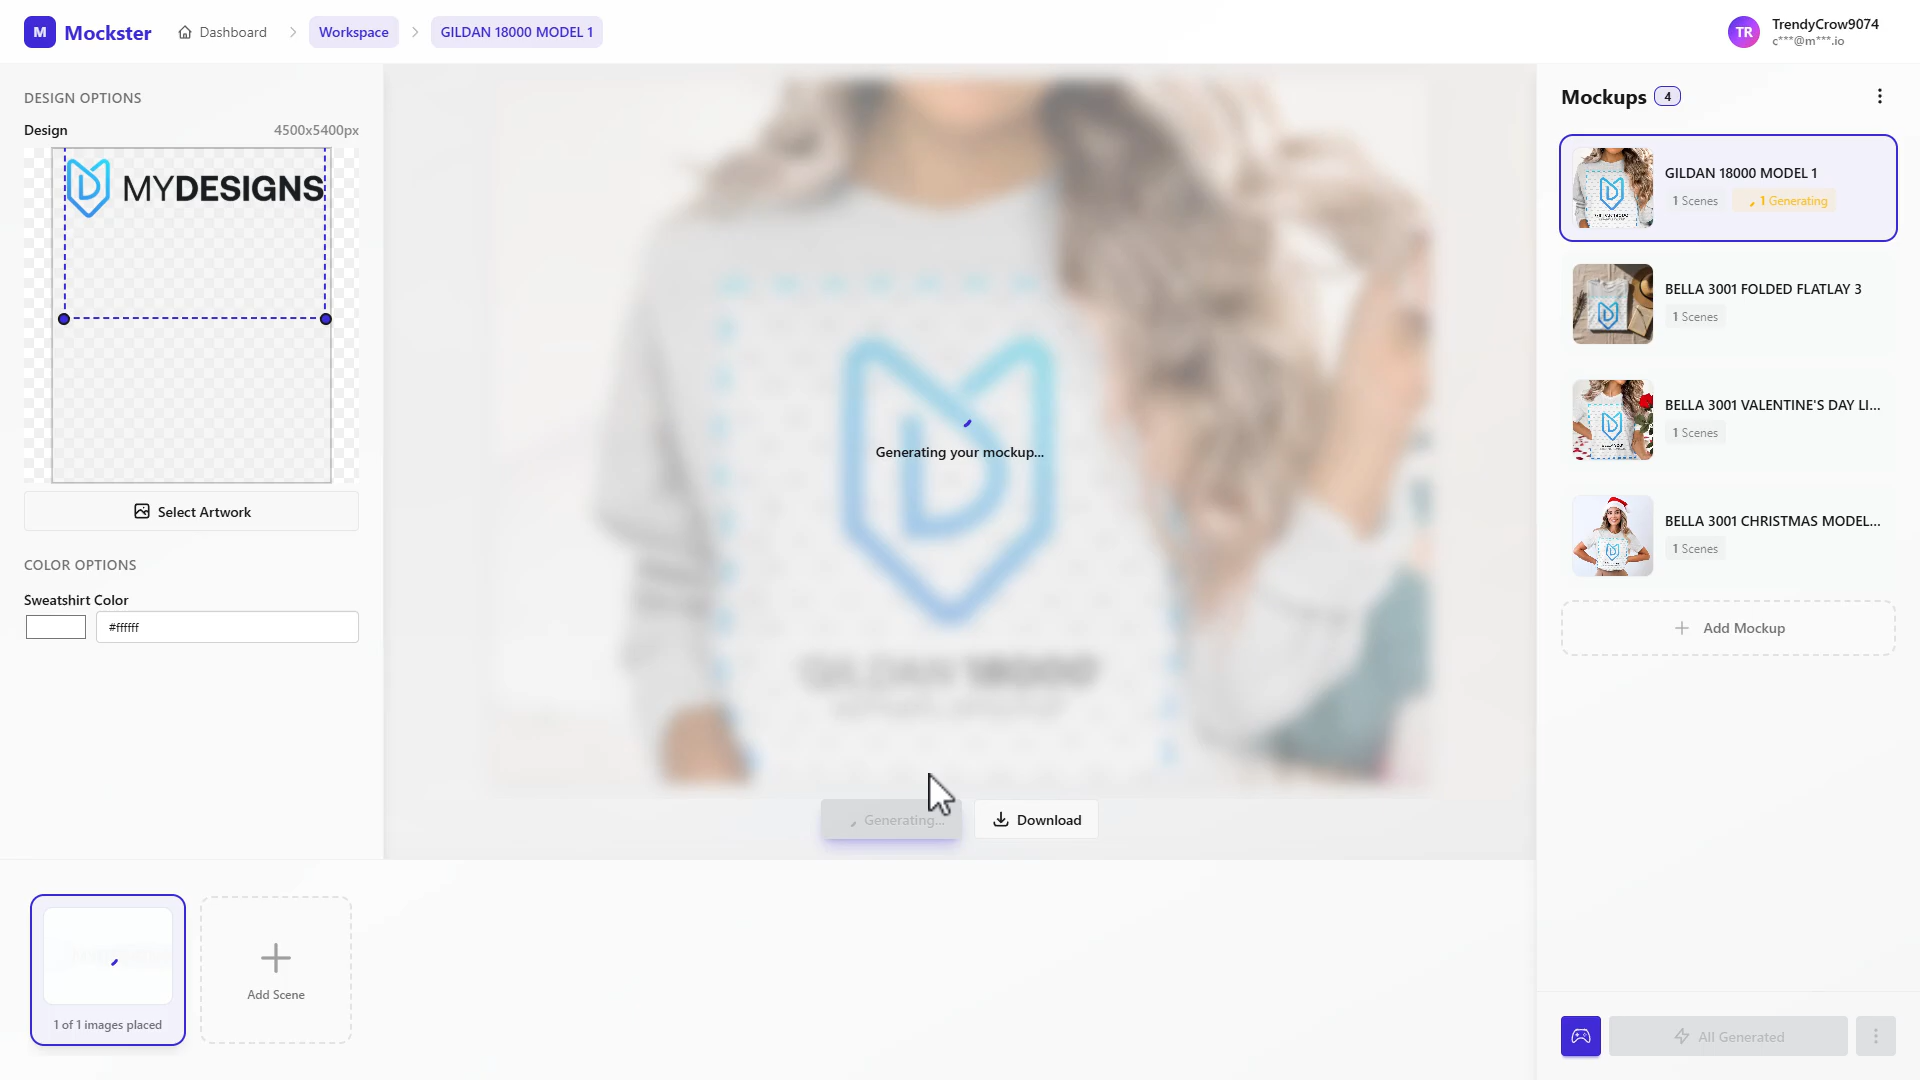 M Mockster
Dashboard
Workspace
GILDAN 18000 MODEL 1
TR
TrendyCrow9074
c***@m***.io
DESIGN OPTIONS
Design
4500x5400px
MYDESIGNS
Select Artwork
COLOR OPTIONS
Sweatshirt Color
#ffffff
GILDAN 18000
Generating your mockup...
Generating...
Download
1 of 1 images placed
Add Scene
Mockups 4
GILDAN 18000 MODEL 1
1 Scenes
1 Generating
BELLA 3001 FOLDED FLATLAY 3
1 Scenes
BELLA 3001 VALENTINE'S DAY LI...
1 Scenes
BELLA 3001 CHRISTMAS MODEL...
1 Scenes
Add Mockup
All Generated